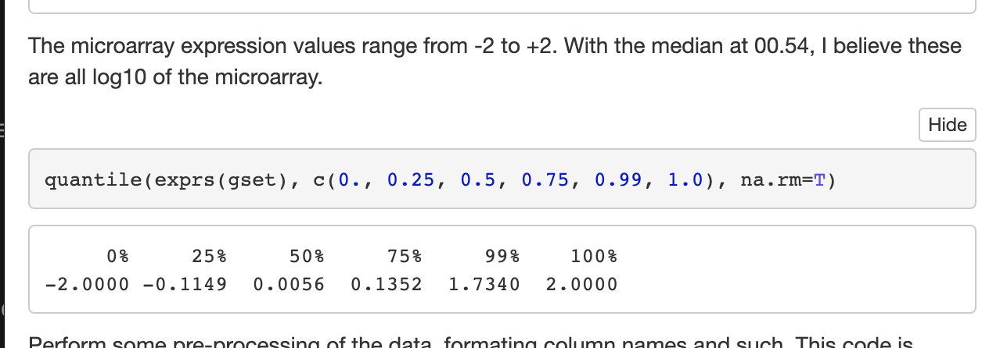 The microarray expression values range from -2 to +2. With the median at 00.54, I believe these
are all log10 of the microarray.
Hide
quantile(exprs(gset), c(0., 0.25, 0.5, 0.75, 0.99, 1.0), na.rm=T)
0% 25% 50% 75% 99% 100%
-2.0000 -0.1149 0.0056 0.1352 1.7340 2.0000
Perform some pre-processing of the data, formating column names and such. This code is